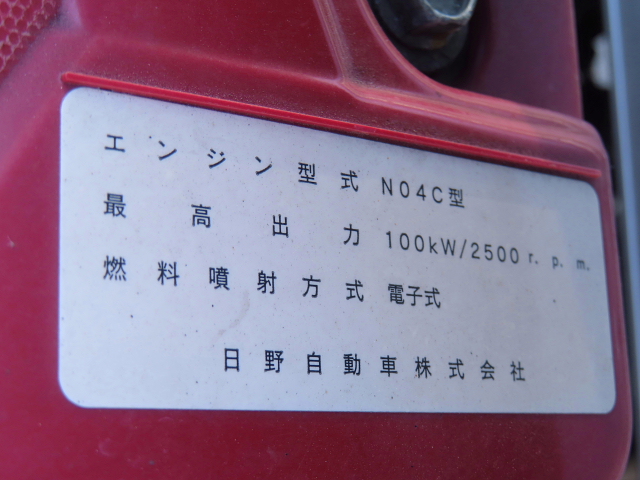 エンジン型式 N04C型
最高出力 100kW/2500 r.p.m.
燃料噴射方式 電子式
日野自動車株式会社